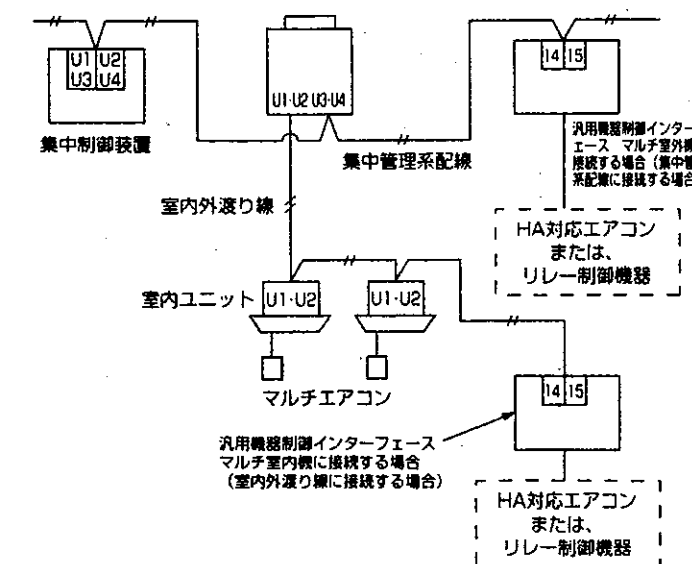 U1 U2
U3 U4
集中制御装置
U1·U2 U3·U4
集中管理系配線
14 15
汎用機器制御インター
ェース マルチ室外機
接続する場合（集中管
系配線に接続する場合
HA対応エアコン
または、
リレー制御機器
室内外渡り線
室内ユニット
U1·U2
U1·U2
マルチエアコン
14 15
汎用機器制御インターフェース
マルチ室内機に接続する場合
（室内外渡り線に接続する場合）
HA対応エアコン
または、
リレー制御機器